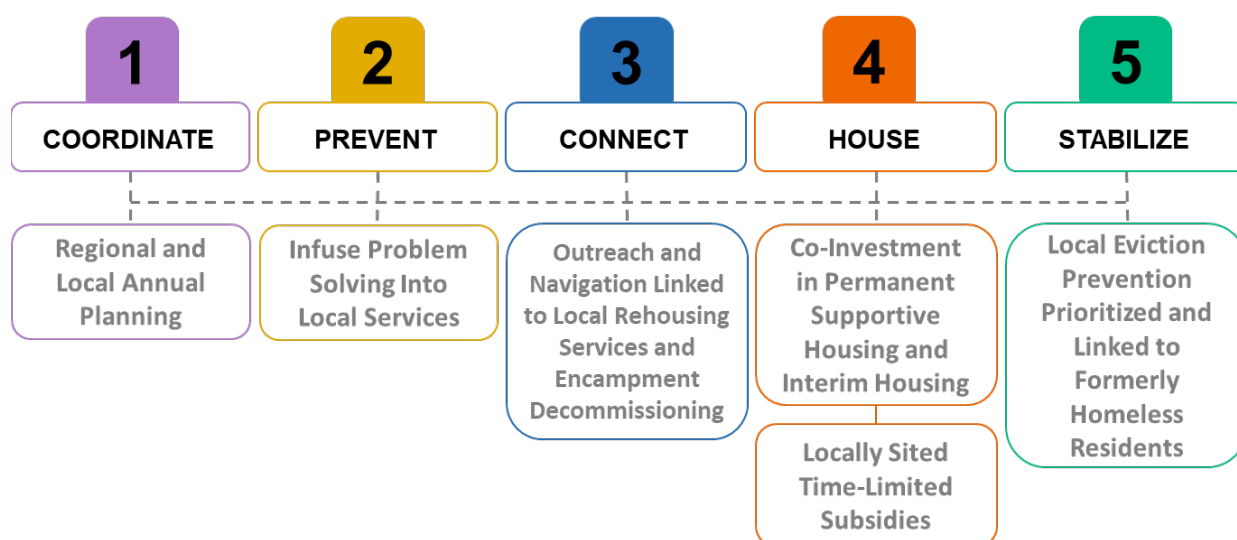 1
COORDINATE
Regional and
Local Annual
Planning
2
PREVENT
Infuse Problem
Solving Into
Local Services
3
CONNECT
Outreach and
Navigation Linked
to Local Rehousing
Services and
Encampment
Decommissioning
4
HOUSE
Co-Investment
in Permanent
Supportive
Housing and
Interim Housing
Locally Sited
Time-Limited
Subsidies
5
STABILIZE
Local Eviction
Prevention
Prioritized and
Linked to
Formerly
Homeless
Residents